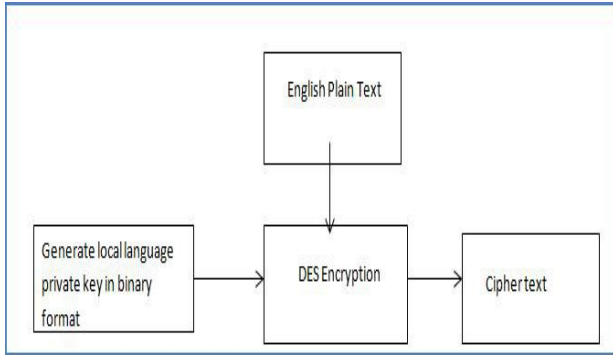 English Plain Text
Generate local language
private key in binary
format
DES Encryption
Cipher text